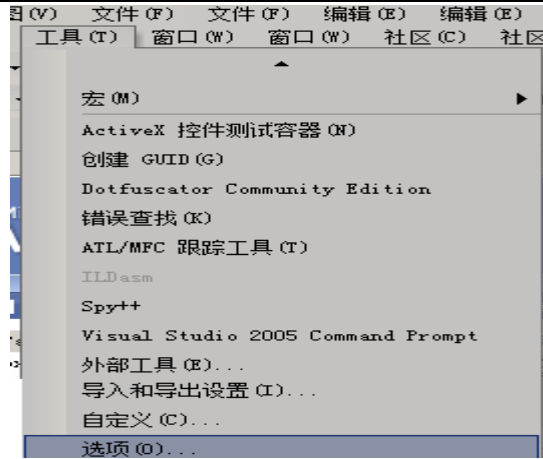 图(V) 文件(F) 文件(F) 编辑(E) 编辑(E)
工具(T) 窗口(W) 窗口(W) 社区(C) 社区
宏(M)
ActiveX 控件测试容器(N)
创建 GUID(G)
Dotfuscator Community Edition
错误查找(K)
ATL/MFC 跟踪工具(T)
ILDasm
Spy++
Visual Studio 2005 Command Prompt
外部工具(E)...
导入和导出设置(I)...
自定义(C)...
选项(O)...